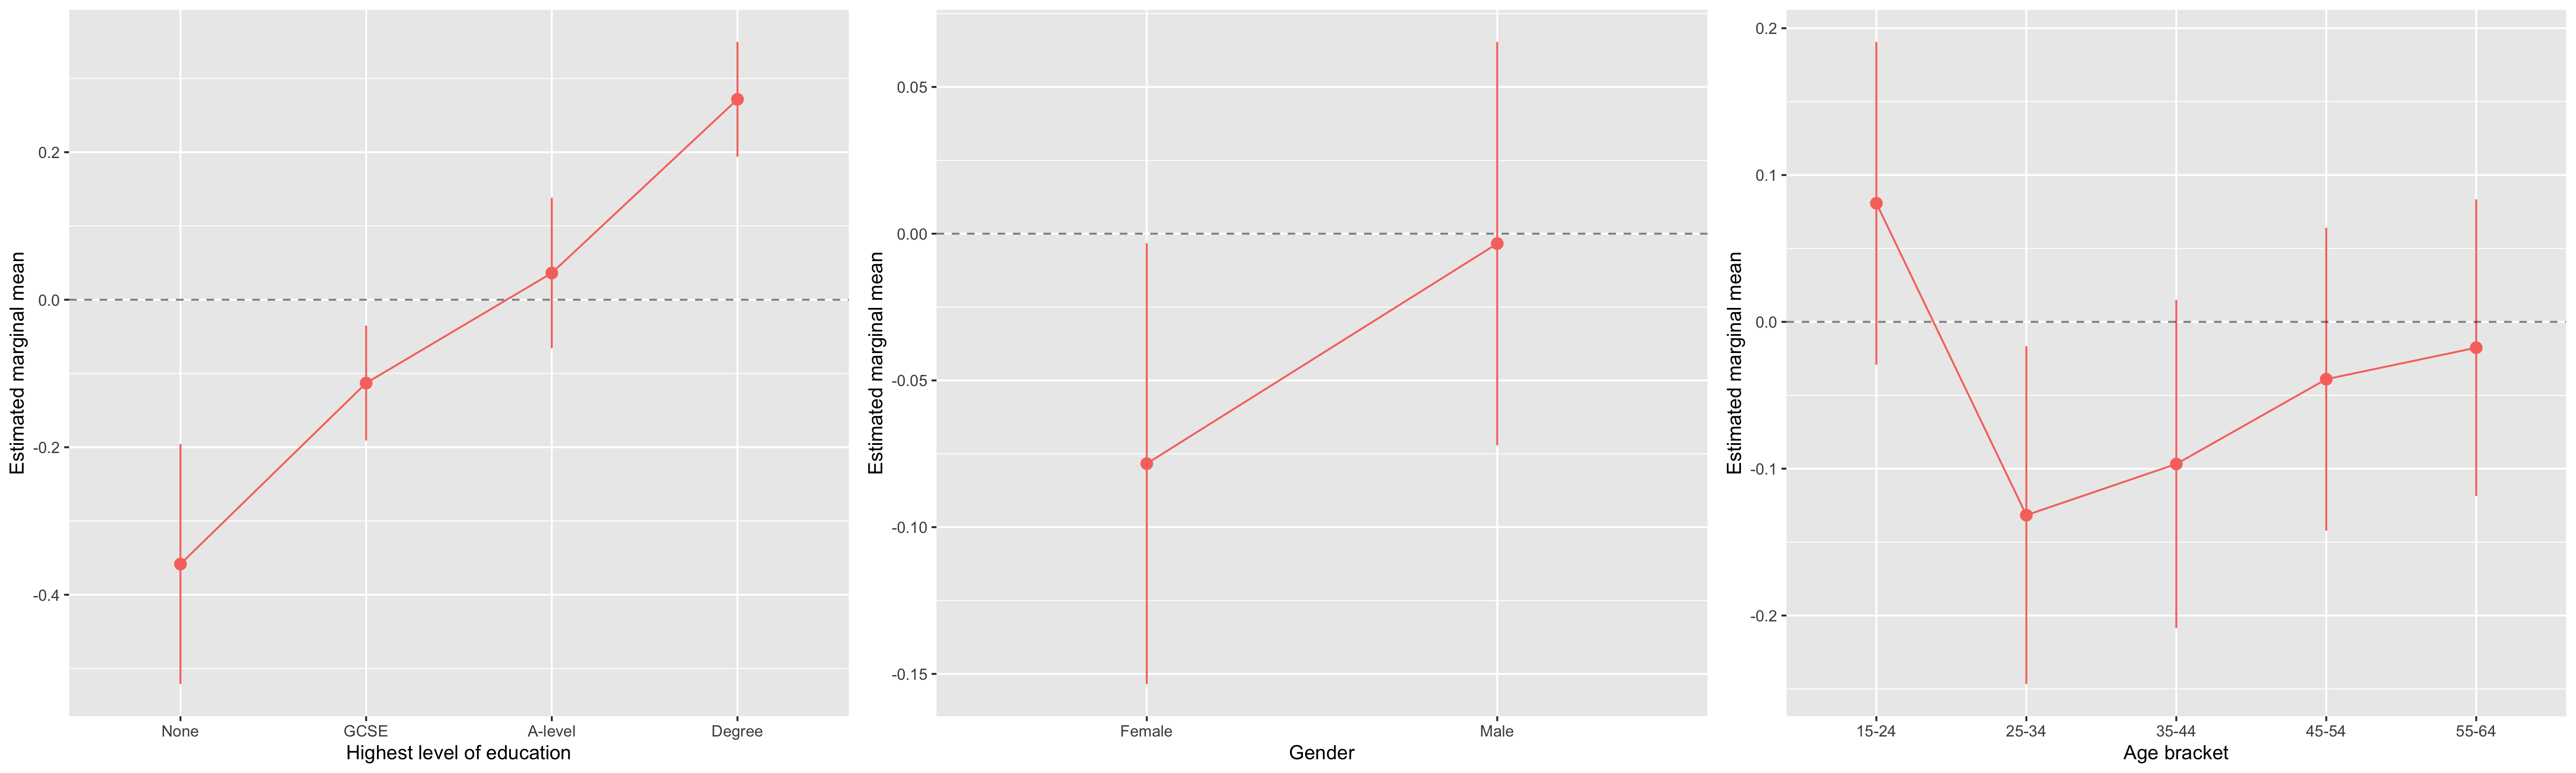 Estimated marginal mean
0.2
0.0
-0.2
-0.4
None GCSE A-level Degree
Highest level of education
Estimated marginal mean
0.05
0.00
-0.05
-0.10
-0.15
Female Male
Gender
Estimated marginal mean
0.2
0.1
0.0
-0.1
-0.2
15-24 25-34 35-44 45-54 55-64
Age bracket